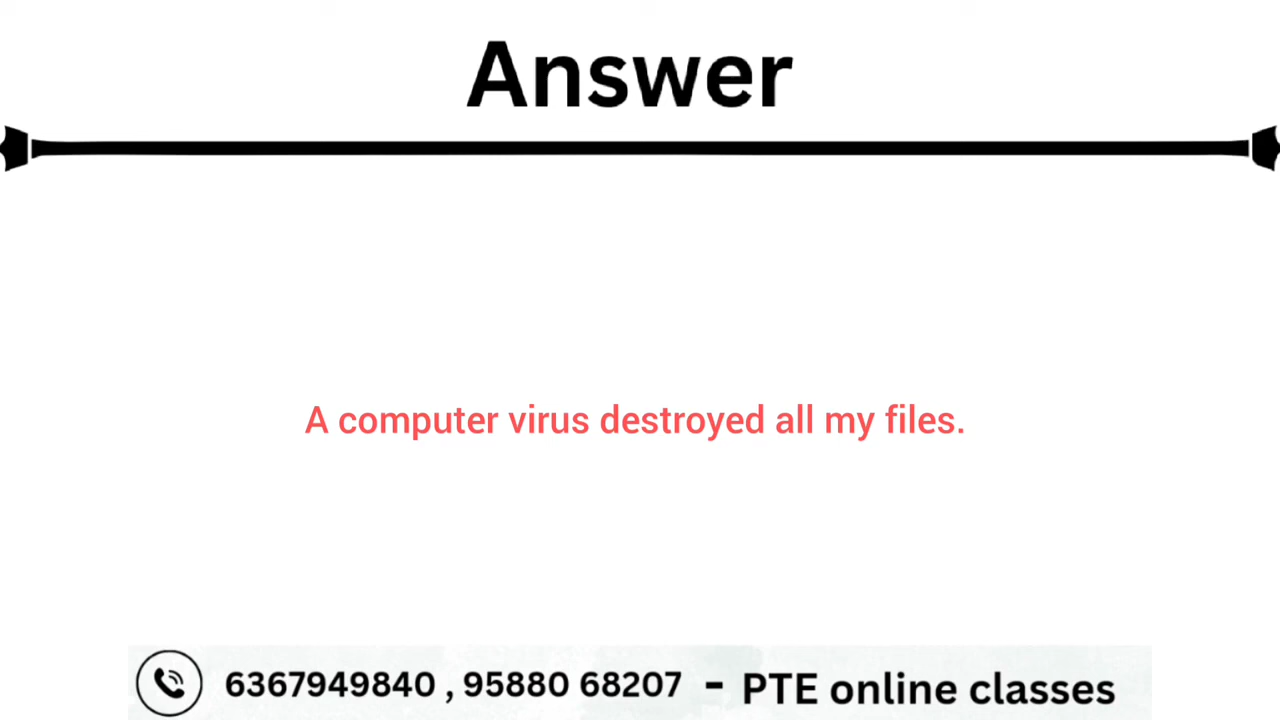 Answer
A computer virus destroyed all my files.
6367949840 , 95880 68207 - PTE online classes